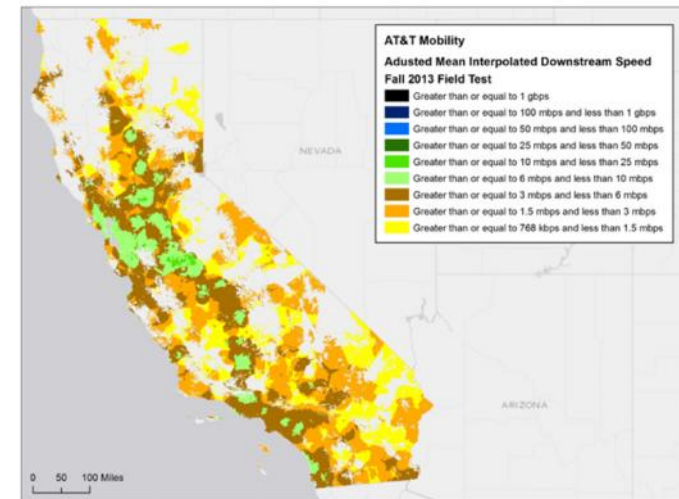 AT&T Mobility
Adusted Mean Interpolated Downstream Speed
Fall 2013 Field Test
Greater than or equal to 1 gbps
Greater than or equal to 100 mbps and less than 1 gbps
Greater than or equal to 50 mbps and less than 100 mbps
Greater than or equal to 25 mbps and less than 50 mbps
Greater than or equal to 10 mbps and less than 25 mbps
Greater than or equal to 6 mbps and less than 10 mbps
Greater than or equal to 3 mbps and less than 6 mbps
Greater than or equal to 1.5 mbps and less than 3 mbps
Greater than or equal to 768 kbps and less than 1.5 mbps
NEVADA
ARIZONA
0 50 100 Miles